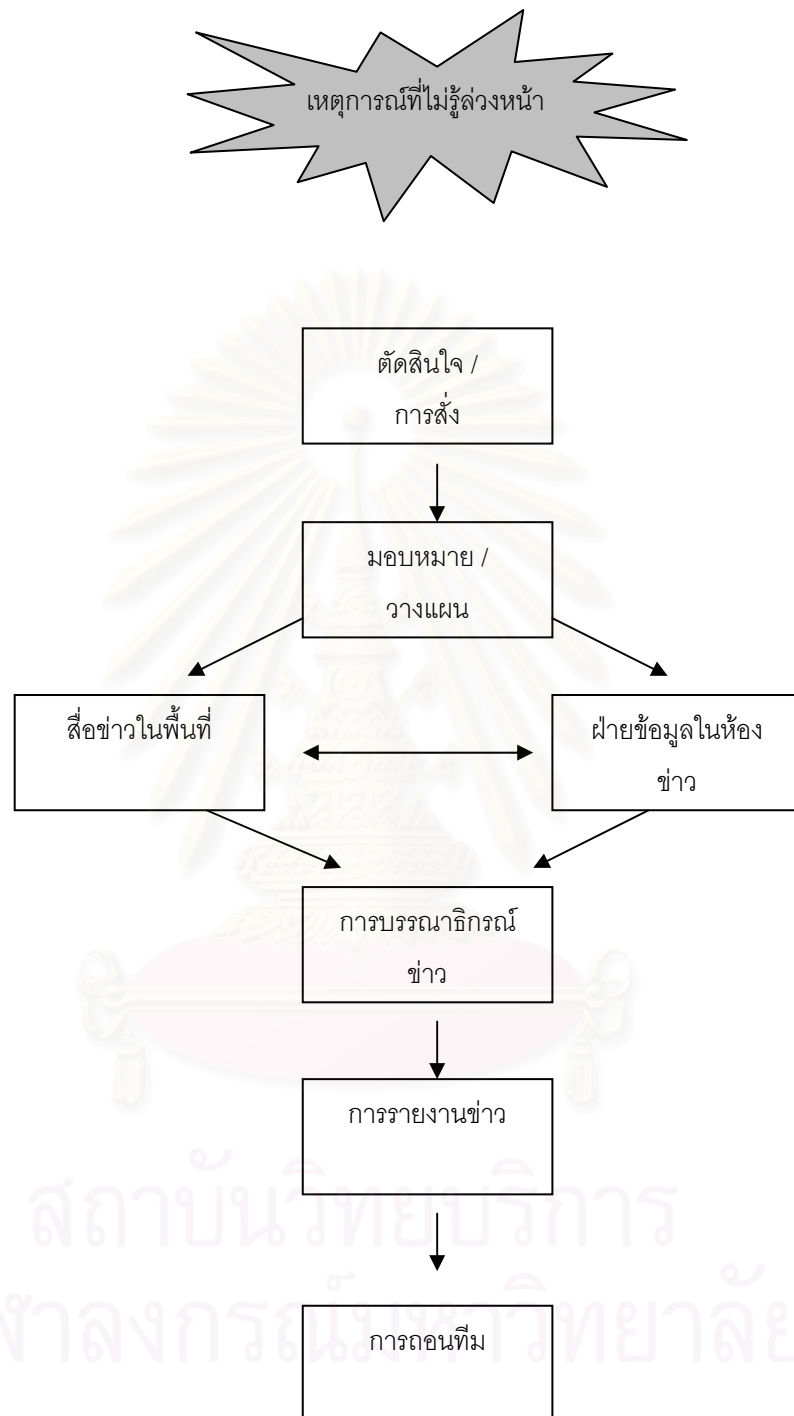 เหตุการณ์ที่ไม่รู้ล่วงหน้า
ตัดสินใจ /
การสั่ง
มอบหมาย /
วางแผน
สื่อข่าวในพื้นที่
ฝ่ายข้อมูลในห้อง
ข่าว
การบรรณาธิกรณ์
ข่าว
การรายงานข่าว
สถาบันวิทยบริการ
ฬาลงกรณ์มหาวิทยาลัย
การถอนทีม